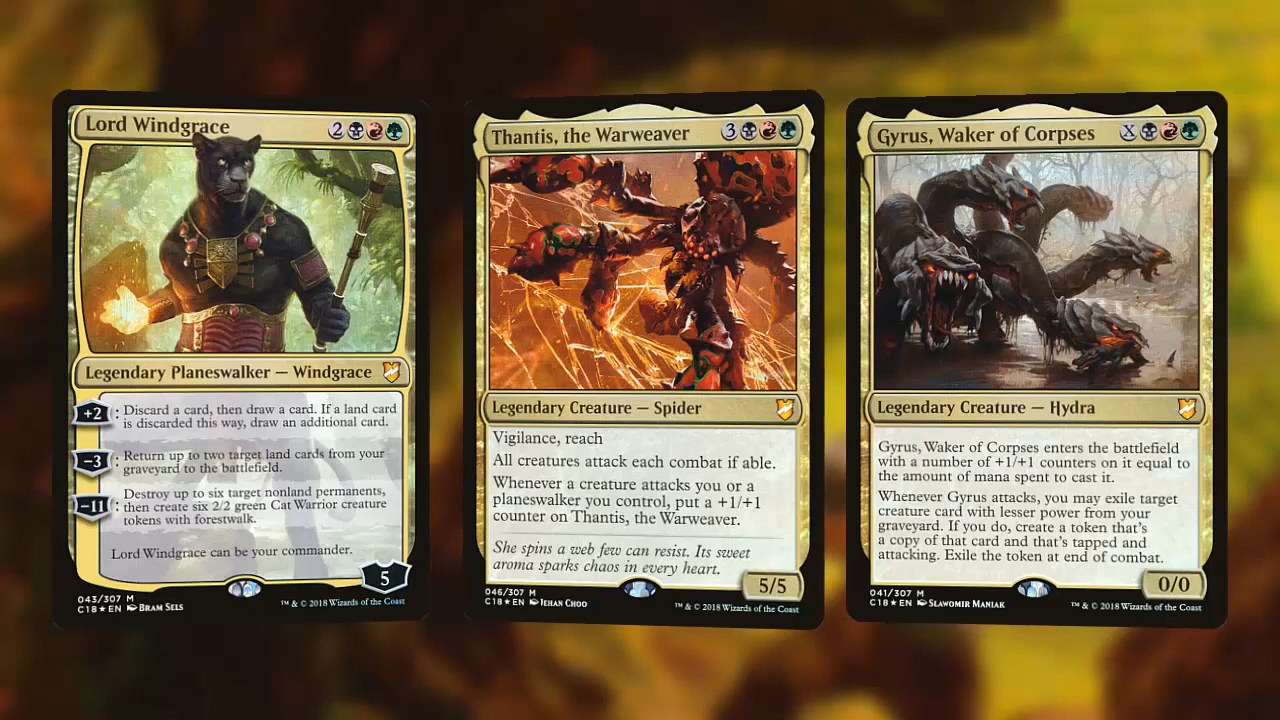 Lord Windgrace
2
Legendary Planeswalker — Windgrace
+2 : Discard a card, then draw a card. If a land card
is discarded this way, draw an additional card.
−3 : Return up to two target land cards from your
graveyard to the battlefield.
−11 : Destroy up to six target nonland permanents,
then create six 2/2 green Cat Warrior creature
tokens with forestwalk.
Lord Windgrace can be your commander.
5
043/307 M
C18 ★ EN Bram Sels
™ & © 2018 Wizards of the Coast
Thantis, the Warweaver
3
Legendary Creature — Spider
Vigilance, reach
All creatures attack each combat if able.
Whenever a creature attacks you or a
planeswalker you control, put a +1/+1
counter on Thantis, the Warweaver.
She spins a web few can resist. Its sweet
aroma sparks chaos in every heart.
5/5
046/307 M
C18 ★ EN Jehan Choo
™ & © 2018 Wizards of the Coast
Gyrus, Waker of Corpses
X
Legendary Creature — Hydra
Gyrus, Waker of Corpses enters the battlefield
with a number of +1/+1 counters on it equal to
the amount of mana spent to cast it.
Whenever Gyrus attacks, you may exile target
creature card with lesser power from your
graveyard. If you do, create a token that's
a copy of that card and that's tapped and
attacking. Exile the token at end of combat.
0/0
041/307 M
C18 ★ EN Slawomir Maniak
™ & © 2018 Wizards of the Coast